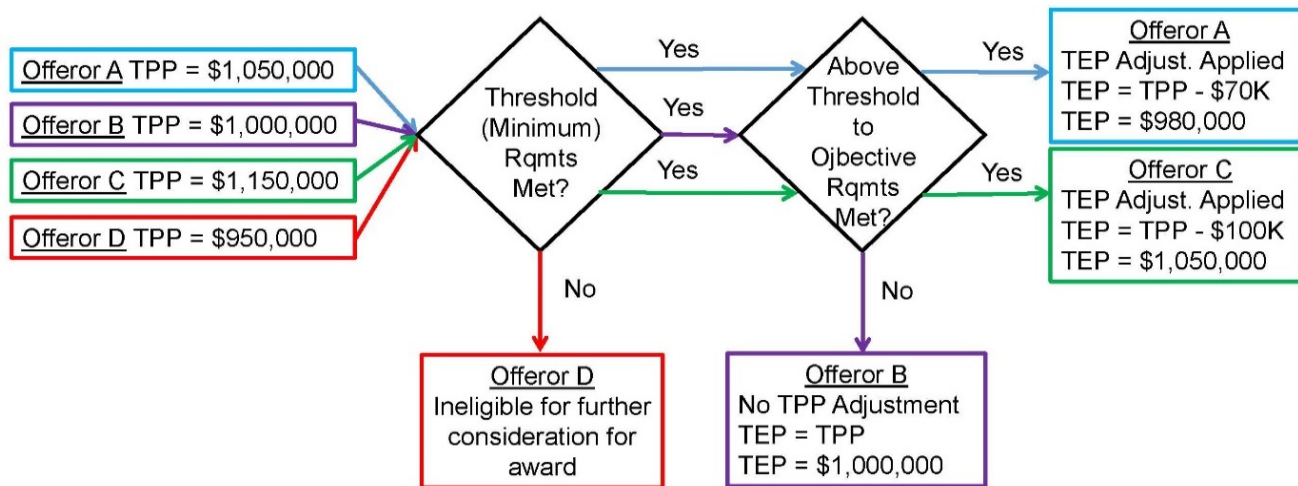 Offeror A TPP = $1,050,000
Offeror B TPP = $1,000,000
Offeror C TPP = $1,150,000
Offeror D TPP = $950,000
Threshold
(Minimum)
Rqmts
Met?
Yes
Yes
Yes
No
Above
Threshold
to
Ojbective
Rqmts
Met?
Yes
Yes
No
Offeror A
TEP Adjust. Applied
TEP = TPP - $70K
TEP = $980,000
Offeror C
TEP Adjust. Applied
TEP = TPP - $100K
TEP = $1,050,000
Offeror D
Ineligible for further
consideration for
award
Offeror B
No TPP Adjustment
TEP = TPP
TEP = $1,000,000